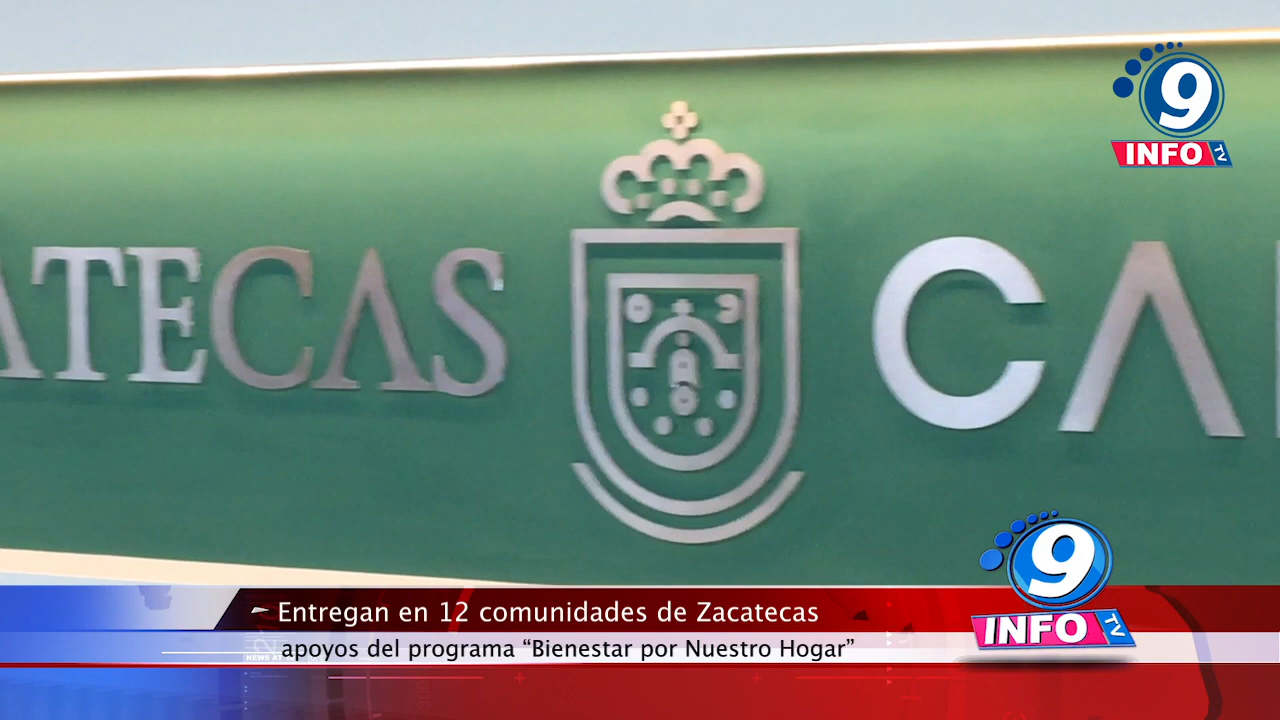 9
INFO TV
ATECAS
CA
Entregan en 12 comunidades de Zacatecas
apoyos del programa “Bienestar por Nuestro Hogar”
9
INFO TV